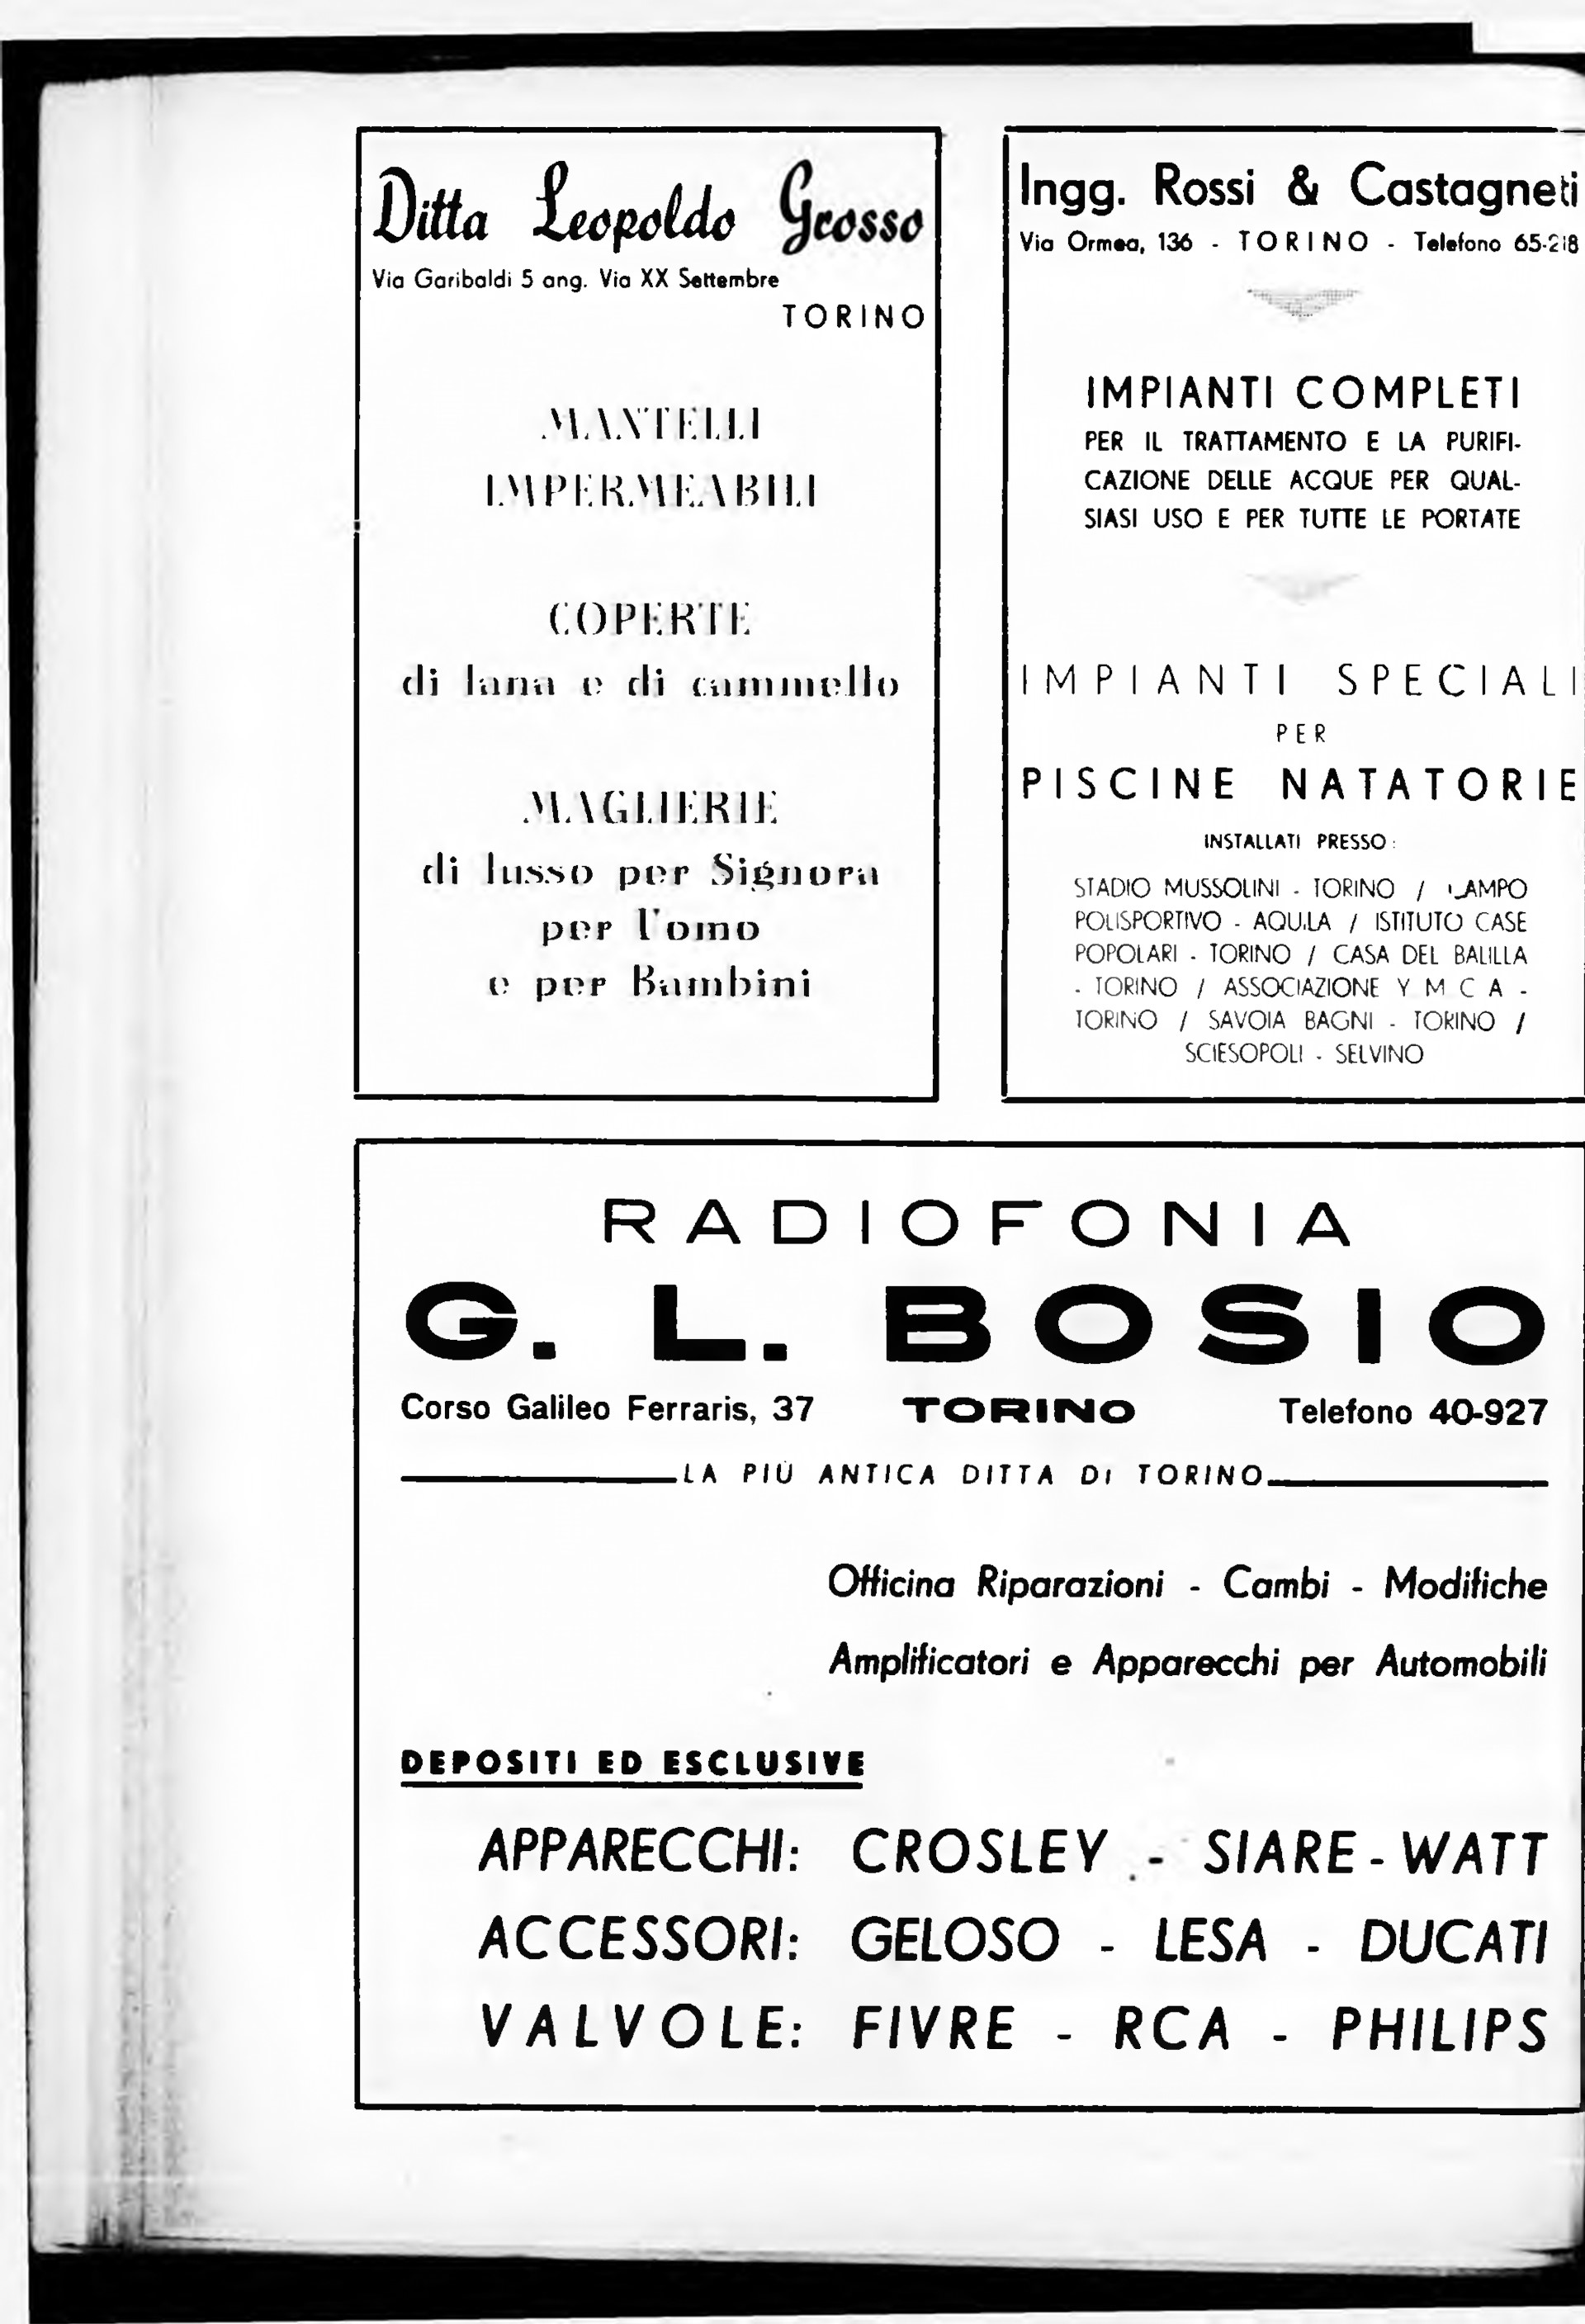 Ditta Leopoldo Grosso
Via Garibaldi 5 ang. Via XX Settembre
TORINO
MANTELLI
IMPERMEABILI
COPERTE
di lana e di cammello
MAGLIERIE
di lusso per Signora
per Uomo
e per Bambini
Ingg. Rossi & Castagneti
Via Ormea, 136 - TORINO - Telefono 65-218
IMPIANTI COMPLETI
PER IL TRATTAMENTO E LA PURIFI-
CAZIONE DELLE ACQUE PER QUAL-
SIASI USO E PER TUTTE LE PORTATE
IMPIANTI SPECIALI
PER
PISCINE NATATORIE
INSTALLATI PRESSO:
STADIO MUSSOLINI - TORINO / CAMPO
POLISPORTIVO - AQUILA / ISTITUTO CASE
POPOLARI - TORINO / CASA DEL BALILLA
- TORINO / ASSOCIAZIONE Y M C A -
TORINO / SAVOIA BAGNI - TORINO /
SCIESOPOLI - SELVINO
RADIOFONIA
G. L. BOSIO
Corso Galileo Ferraris, 37 TORINO Telefono 40-927
LA PIÙ ANTICA DITTA DI TORINO
Officina Riparazioni - Cambi - Modifiche
Amplificatori e Apparecchi per Automobili
DEPOSITI ED ESCLUSIVE
APPARECCHI: CROSLEY - SIARE - WATT
ACCESSORI: GELOSO - LESA - DUCATI
VALVOLE: FIVRE - RCA - PHILIPS